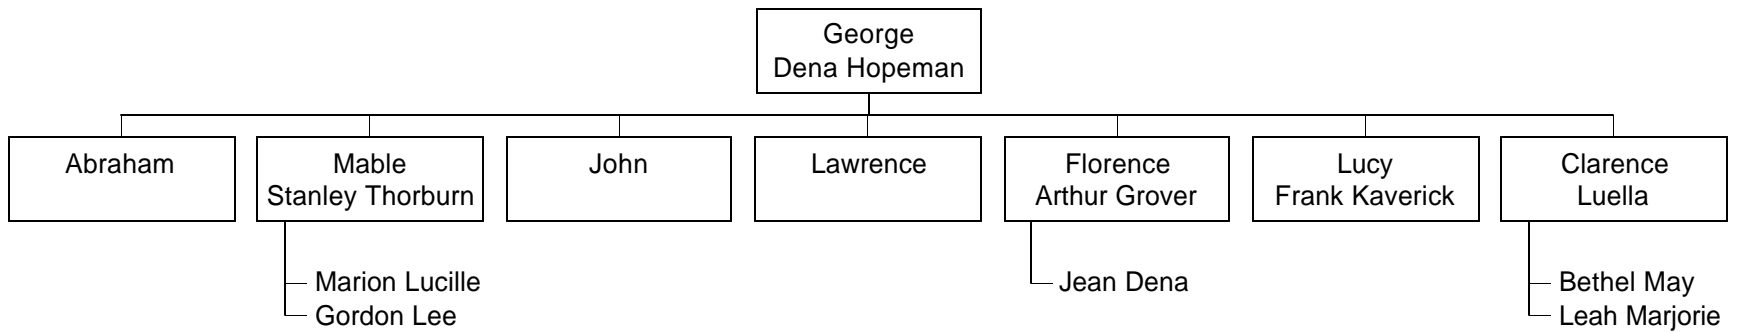 George
Dena Hopeman
Abraham
Mable
Stanley Thorburn
John
Lawrence
Florence
Arthur Grover
Lucy
Frank Kaverick
Clarence
Luella
Marion Lucille
Gordon Lee
Jean Dena
Bethel May
Leah Marjorie